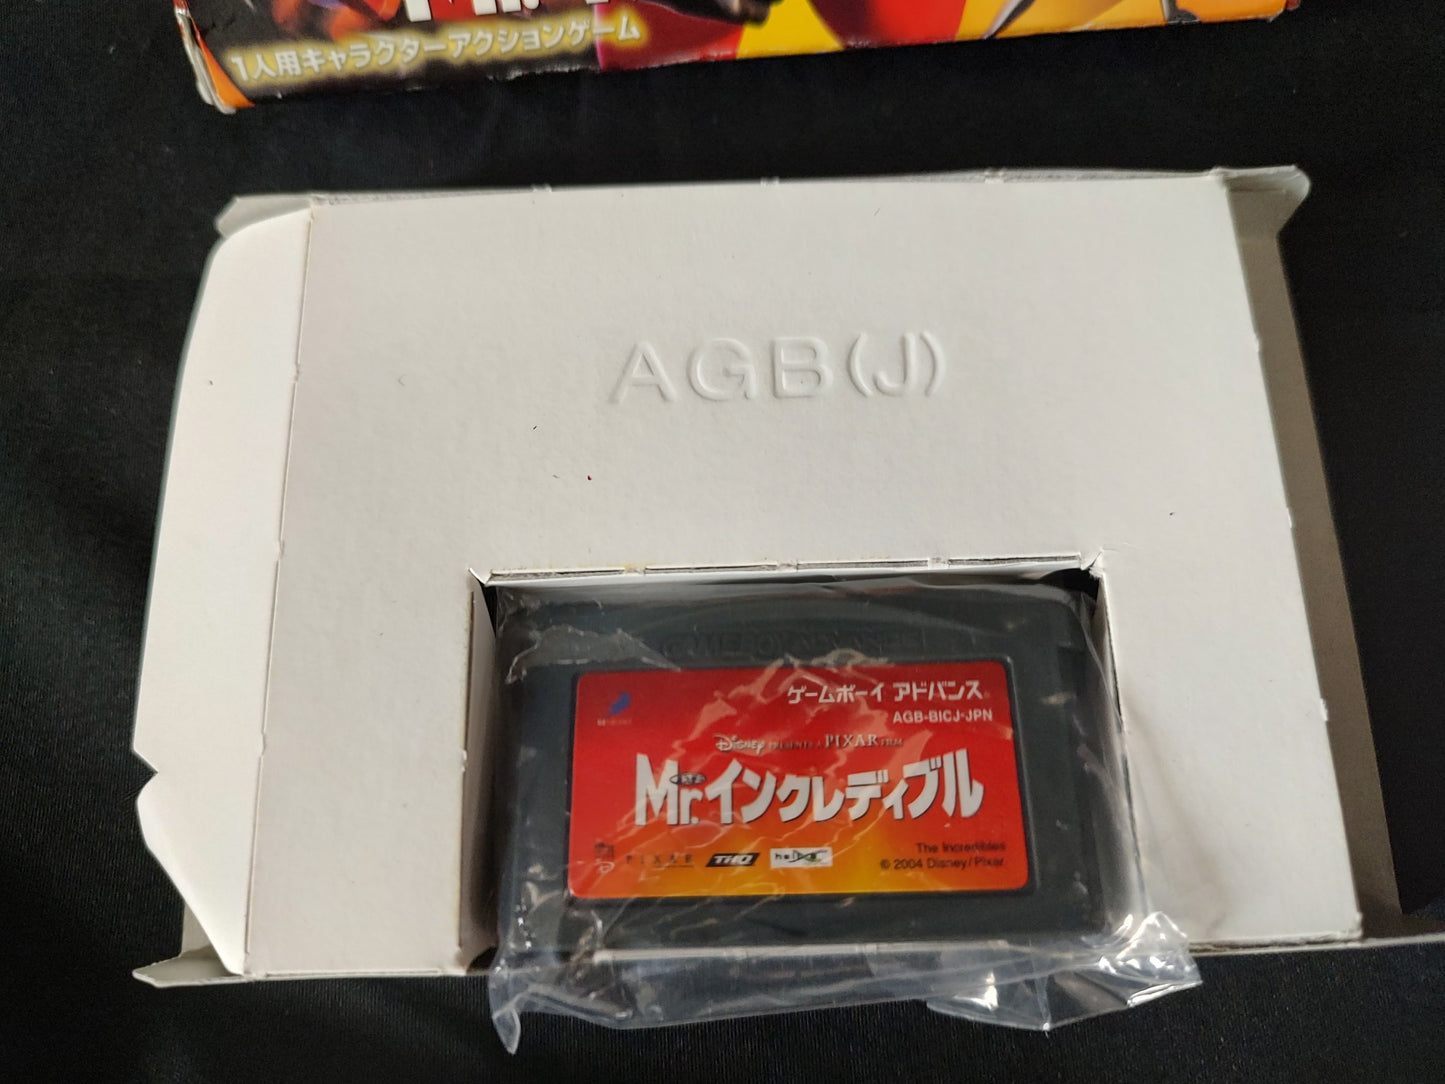 1人用キャラクターアクションゲーム
AGB(J)
ゲームボーイ アドバンス
AGB-BICJ-JPN
Disney PRESENTS A PIXAR FILM
Mr.インクレディブル
PIXAR THQ
The Incredibles
© 2004 Disney/Pixar